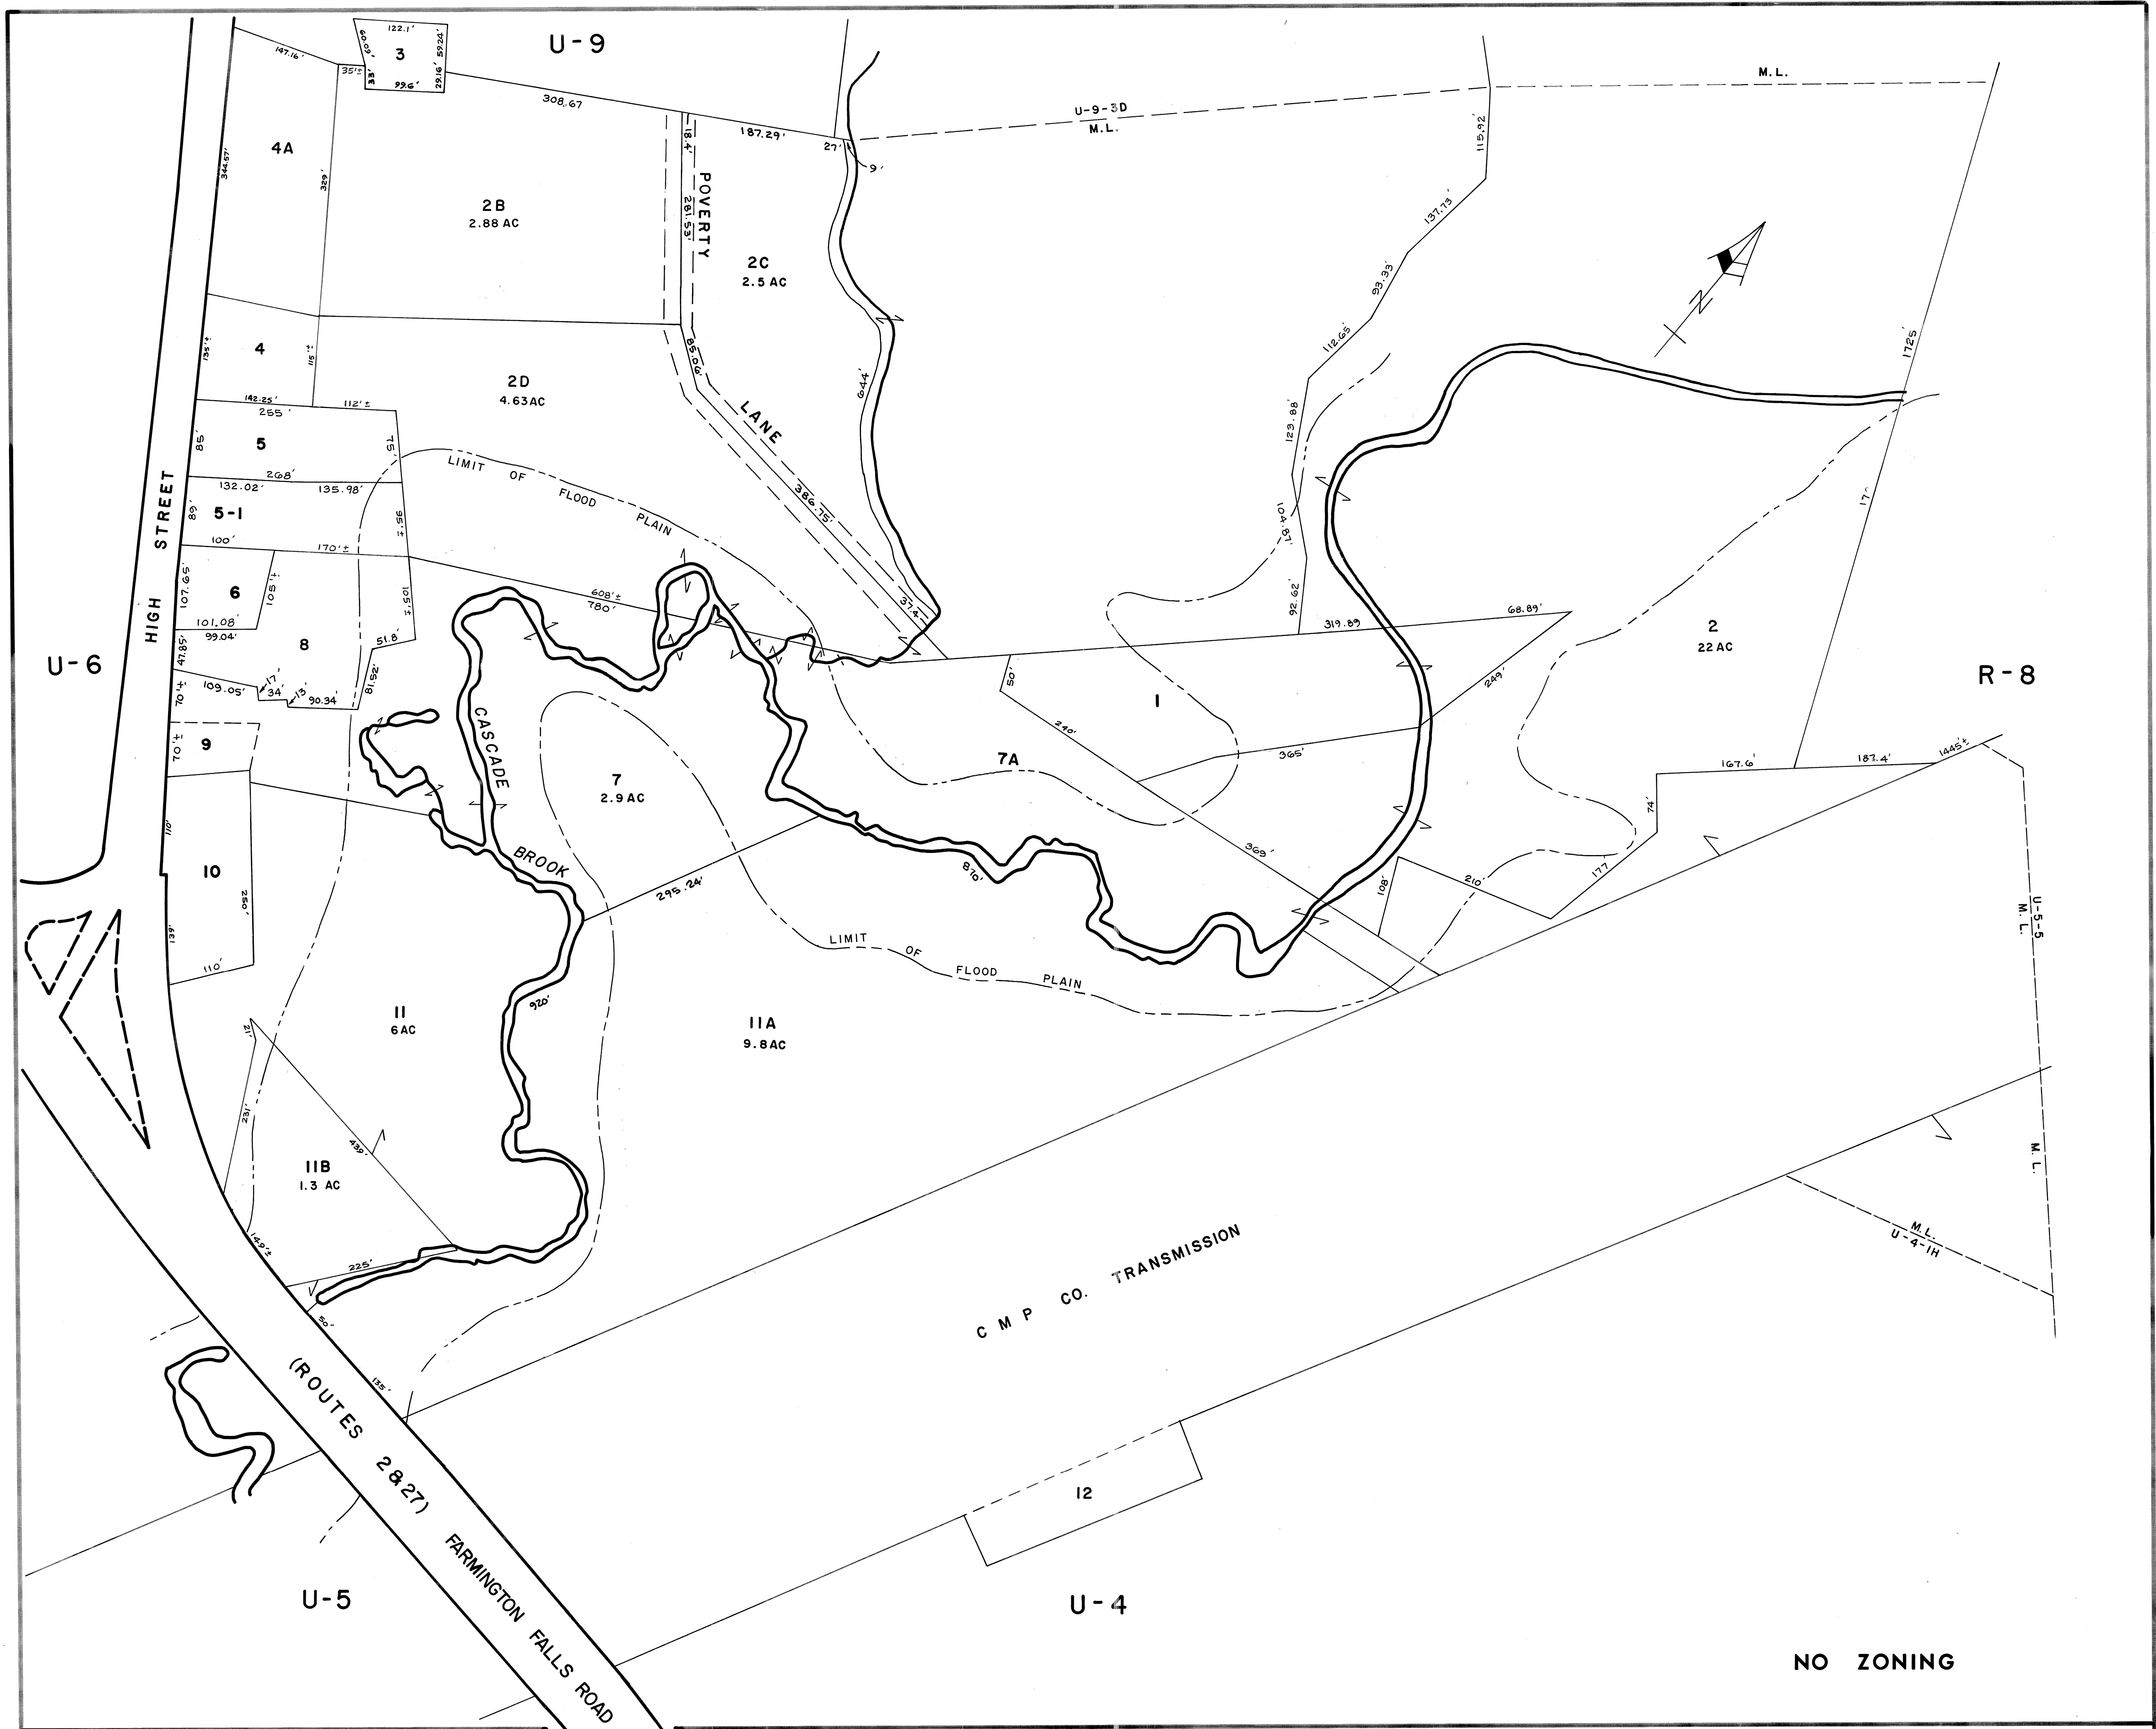 122.1'
60.09'
3
59.24'
U-9
147.16'
35'±
33'
99.6'
29.16'
308.67
M.L.
U-9-3D
M.L.
187.29'
27'
9'
18.4'
115.92'
4A
344.57'
329'
2B
2.88 AC
281.53'
POVERTY
2C
2.5 AC
137.73'
93.33'
N
112.65'
1725'
4
135'±
115'±
85.06'
2D
4.63AC
644'
LANE
142.25'
112'±
255'
5
85'
75'
123.88'
LIMIT OF FLOOD PLAIN
268'
132.02'
135.98'
5-1
89'
95'±
386.75'
104.87'
HIGH STREET
100'
170'±
107.65'
6
105'±
105'±
608'±
780'
37.4'
92.62'
101.08'
99.04'
319.89
68.89'
2
22 AC
U-6
47.85'
8
51.8'
81.52'
R-8
109.05'
17'
34'
13'
90.34'
70'±
50'
1
249'
CASCADE
240'
9
70'±
7
2.9 AC
7A
365'
167.6'
187.4'
1445'±
74'
110'
10
250'
BROOK
295.24'
870'
369'
108'
210'
177'
139'
110'
LIMIT OF FLOOD PLAIN
U-5-5
M.L.
920'
11
6 AC
11A
9.8AC
21'
231'
439'
11B
1.3 AC
M.L.
149'±
225'
50'
135'
M.L.
U-4-1H
C M P CO. TRANSMISSION
(ROUTES 2&27) FARMINGTON FALLS ROAD
12
U-5
U-4
NO ZONING